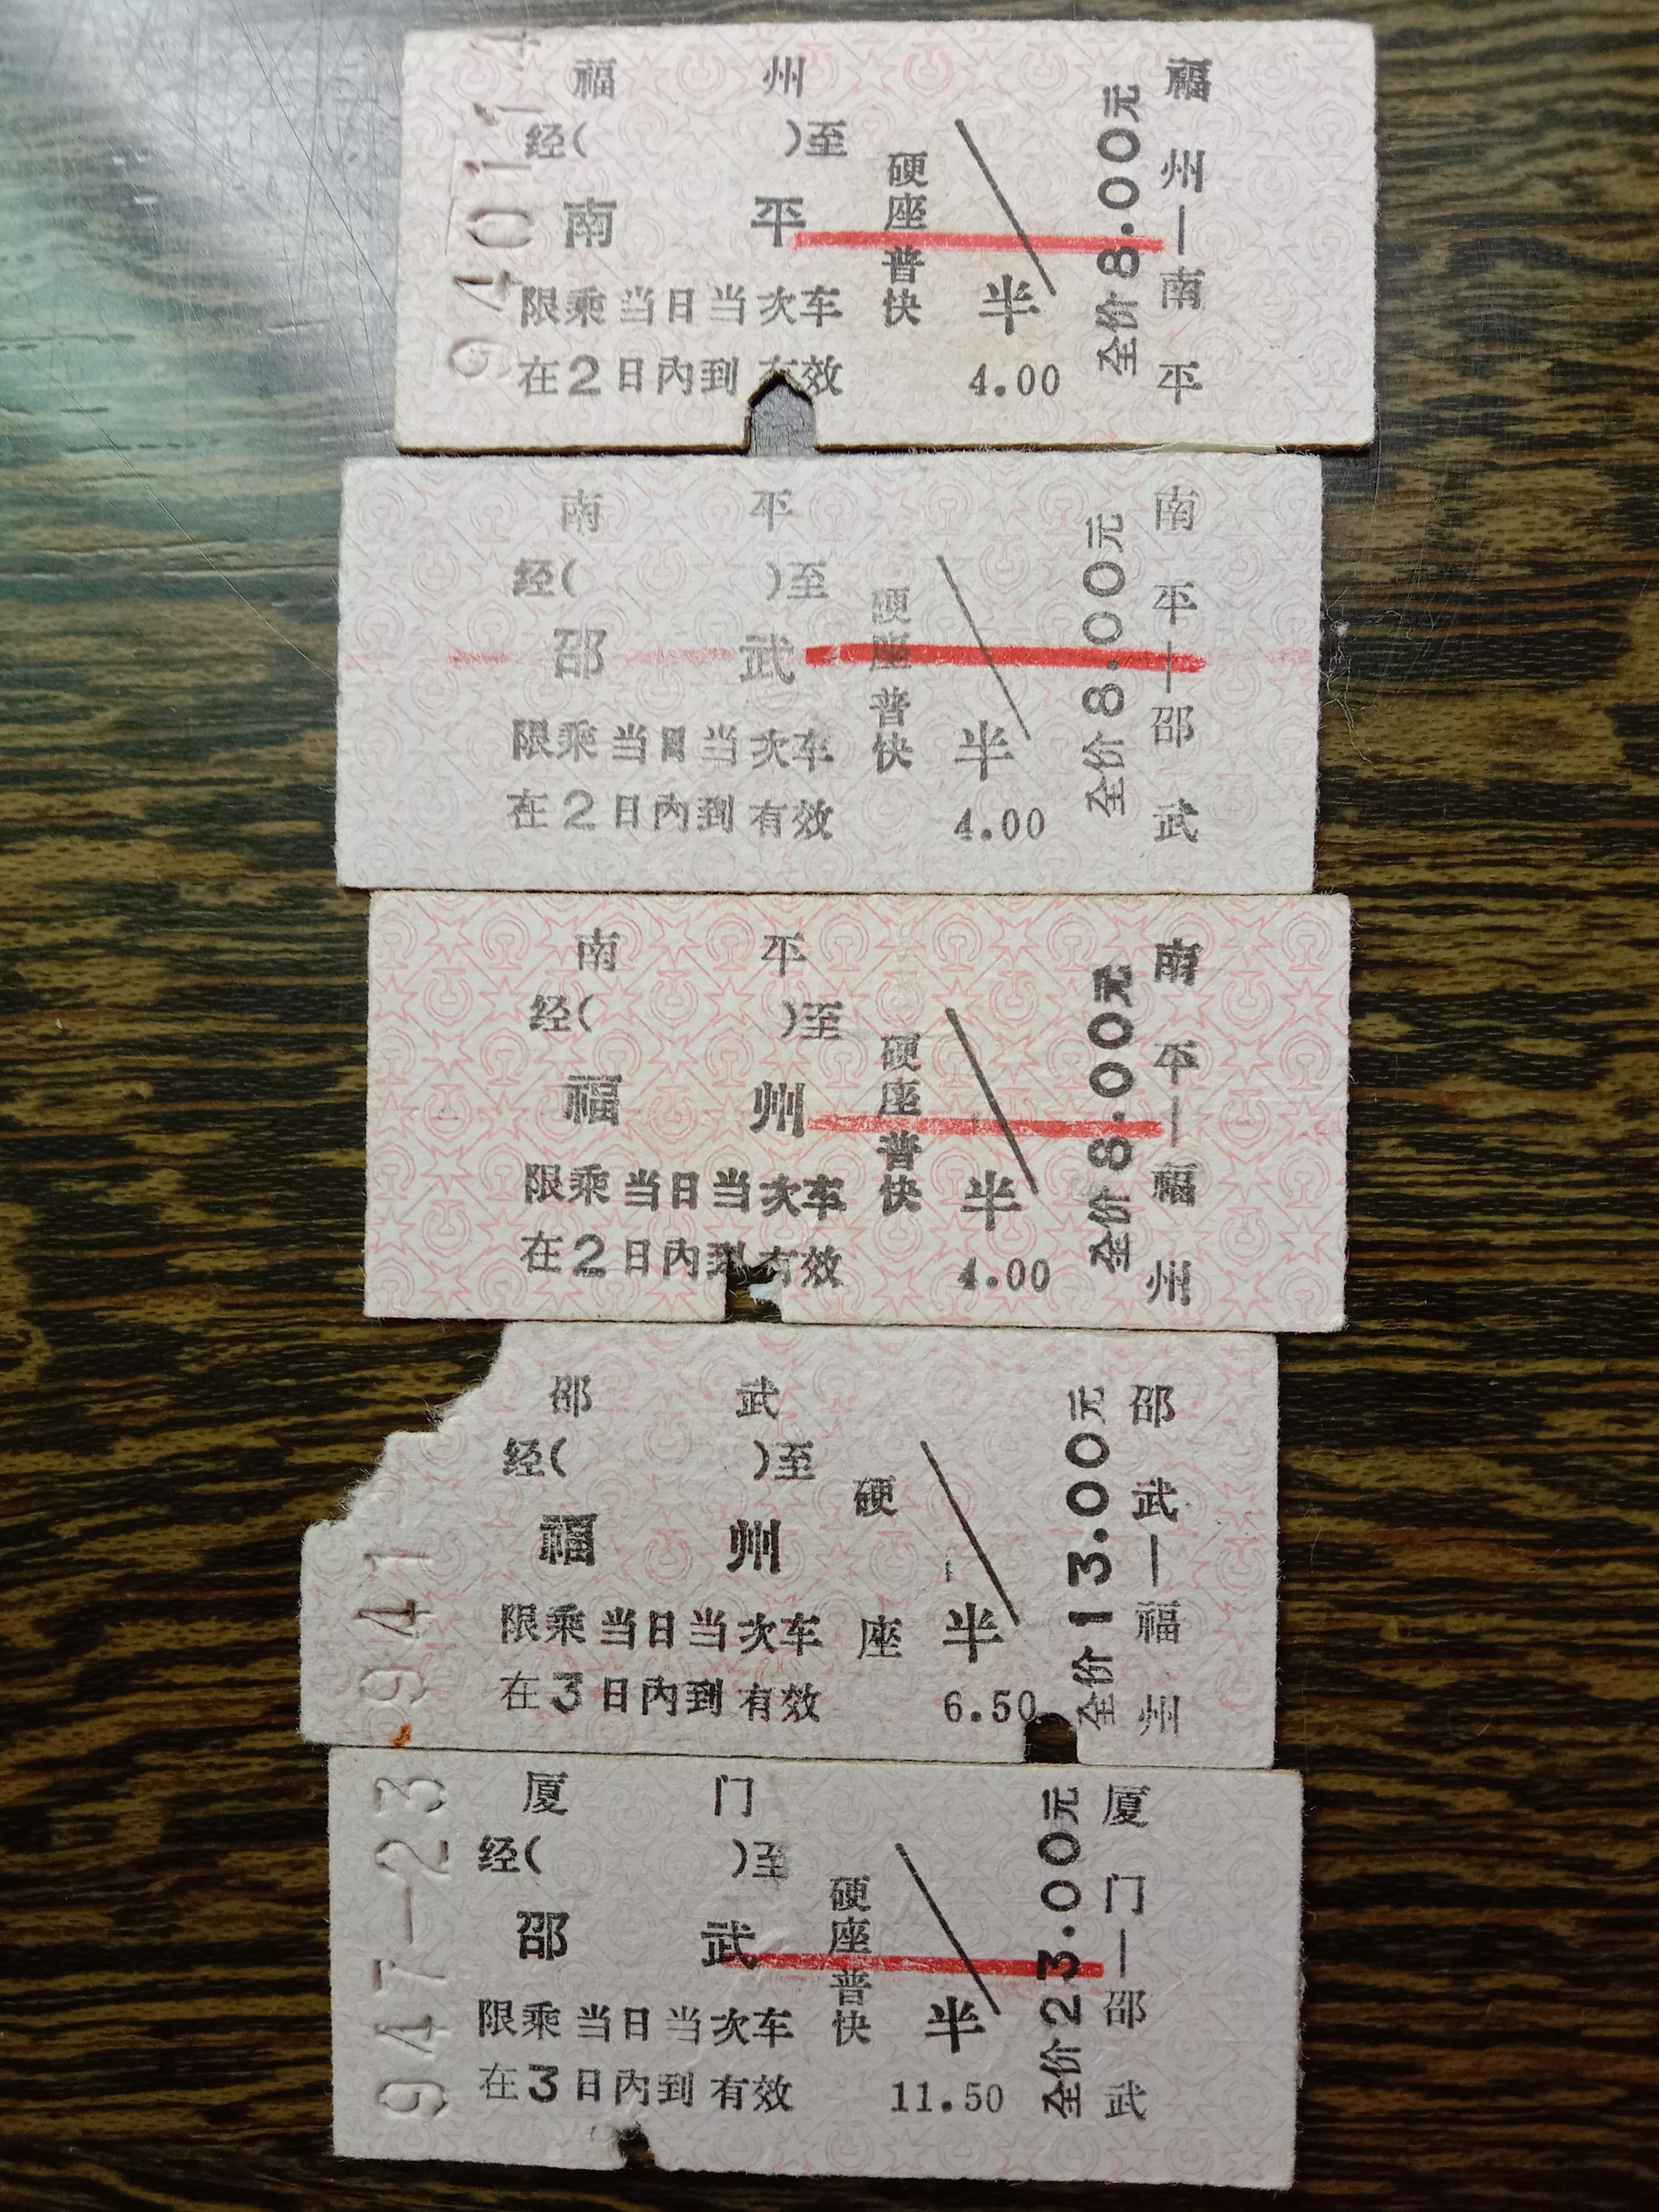 福州
经( )至
南平
限乘当日当次车
在2日内到有效
硬座普快
半
4.00
全价8.00元
福州—南平
南平
经( )至
邵武
限乘当日当次车
在2日内到有效
硬座普快
半
4.00
全价8.00元
南平—邵武
南平
经( )至
福州
限乘当日当次车
在2日内到有效
硬座普快
半
4.00
全价8.00元
南平—福州
邵武
经( )至
福州
限乘当日当次车
在3日内到有效
硬座
半
6.50
全价13.00元
邵武—福州
947-23
厦门
经( )至
邵武
限乘当日当次车
在3日内到有效
硬座普快
半
11.50
全价23.00元
厦门—邵武